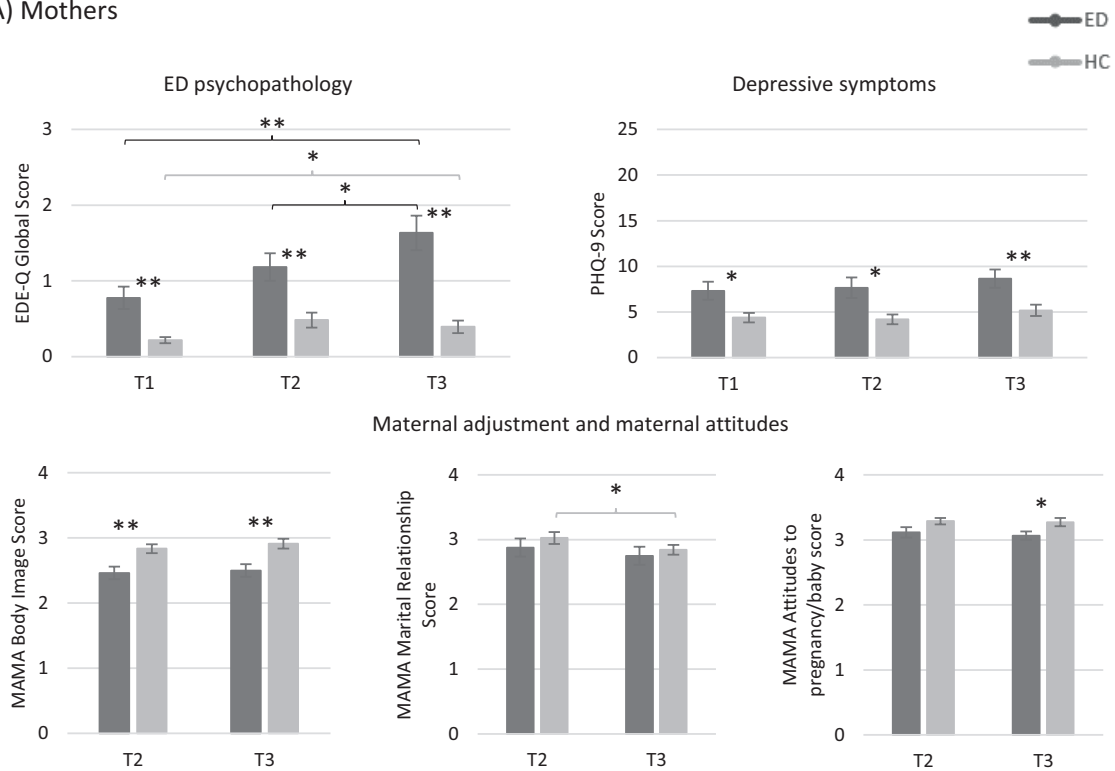 A) Mothers
ED
HC
ED psychopathology
**
*
*
**
**
**
3
2
1
0
EDE-Q Global Score
T1 T2 T3
Depressive symptoms
25
20
15
10
5
0
PHQ-9 Score
*
*
**
T1 T2 T3
Maternal adjustment and maternal attitudes
4
3
2
1
0
MAMA Body Image Score
**
**
T2 T3
4
3
2
1
0
MAMA Marital Relationship
Score
*
T2 T3
4
3
2
1
0
MAMA Attitudes to
pregnancy/baby score
*
T2 T3